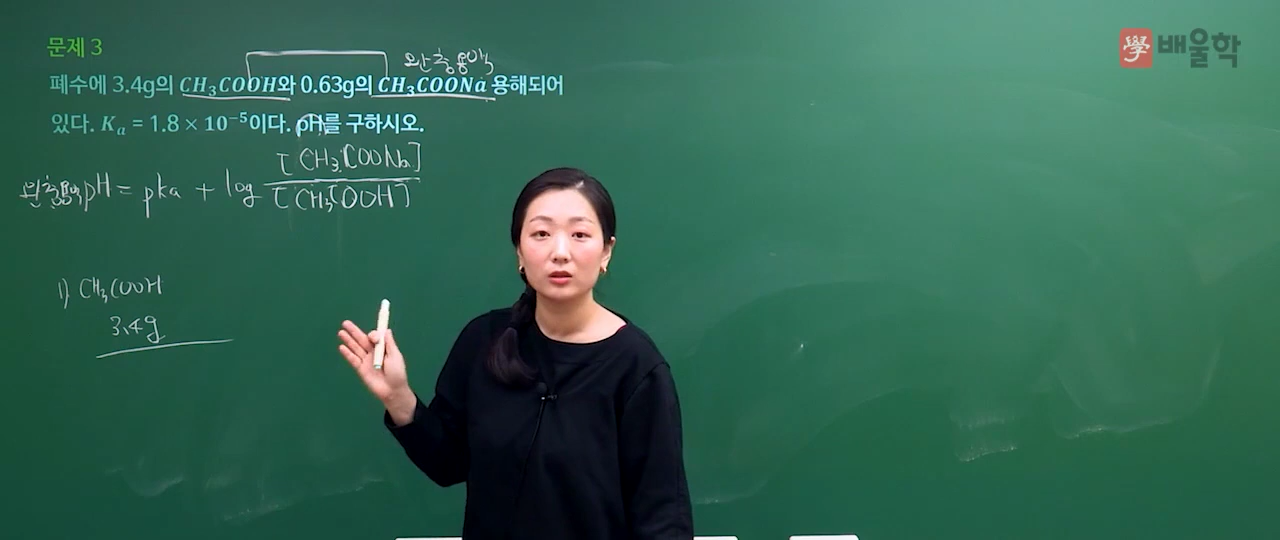 문제 3
學 배울학
완충용액
폐수에 3.4g의 CH₃COOH와 0.63g의 CH₃COONa 용해되어
있다. Kₐ = 1.8 × 10⁻⁵이다. pH를 구하시오.
완충용액 pH = pka + log [CH₃COONa] / [CH₃COOH]
1) CH₃COOH
3.4g